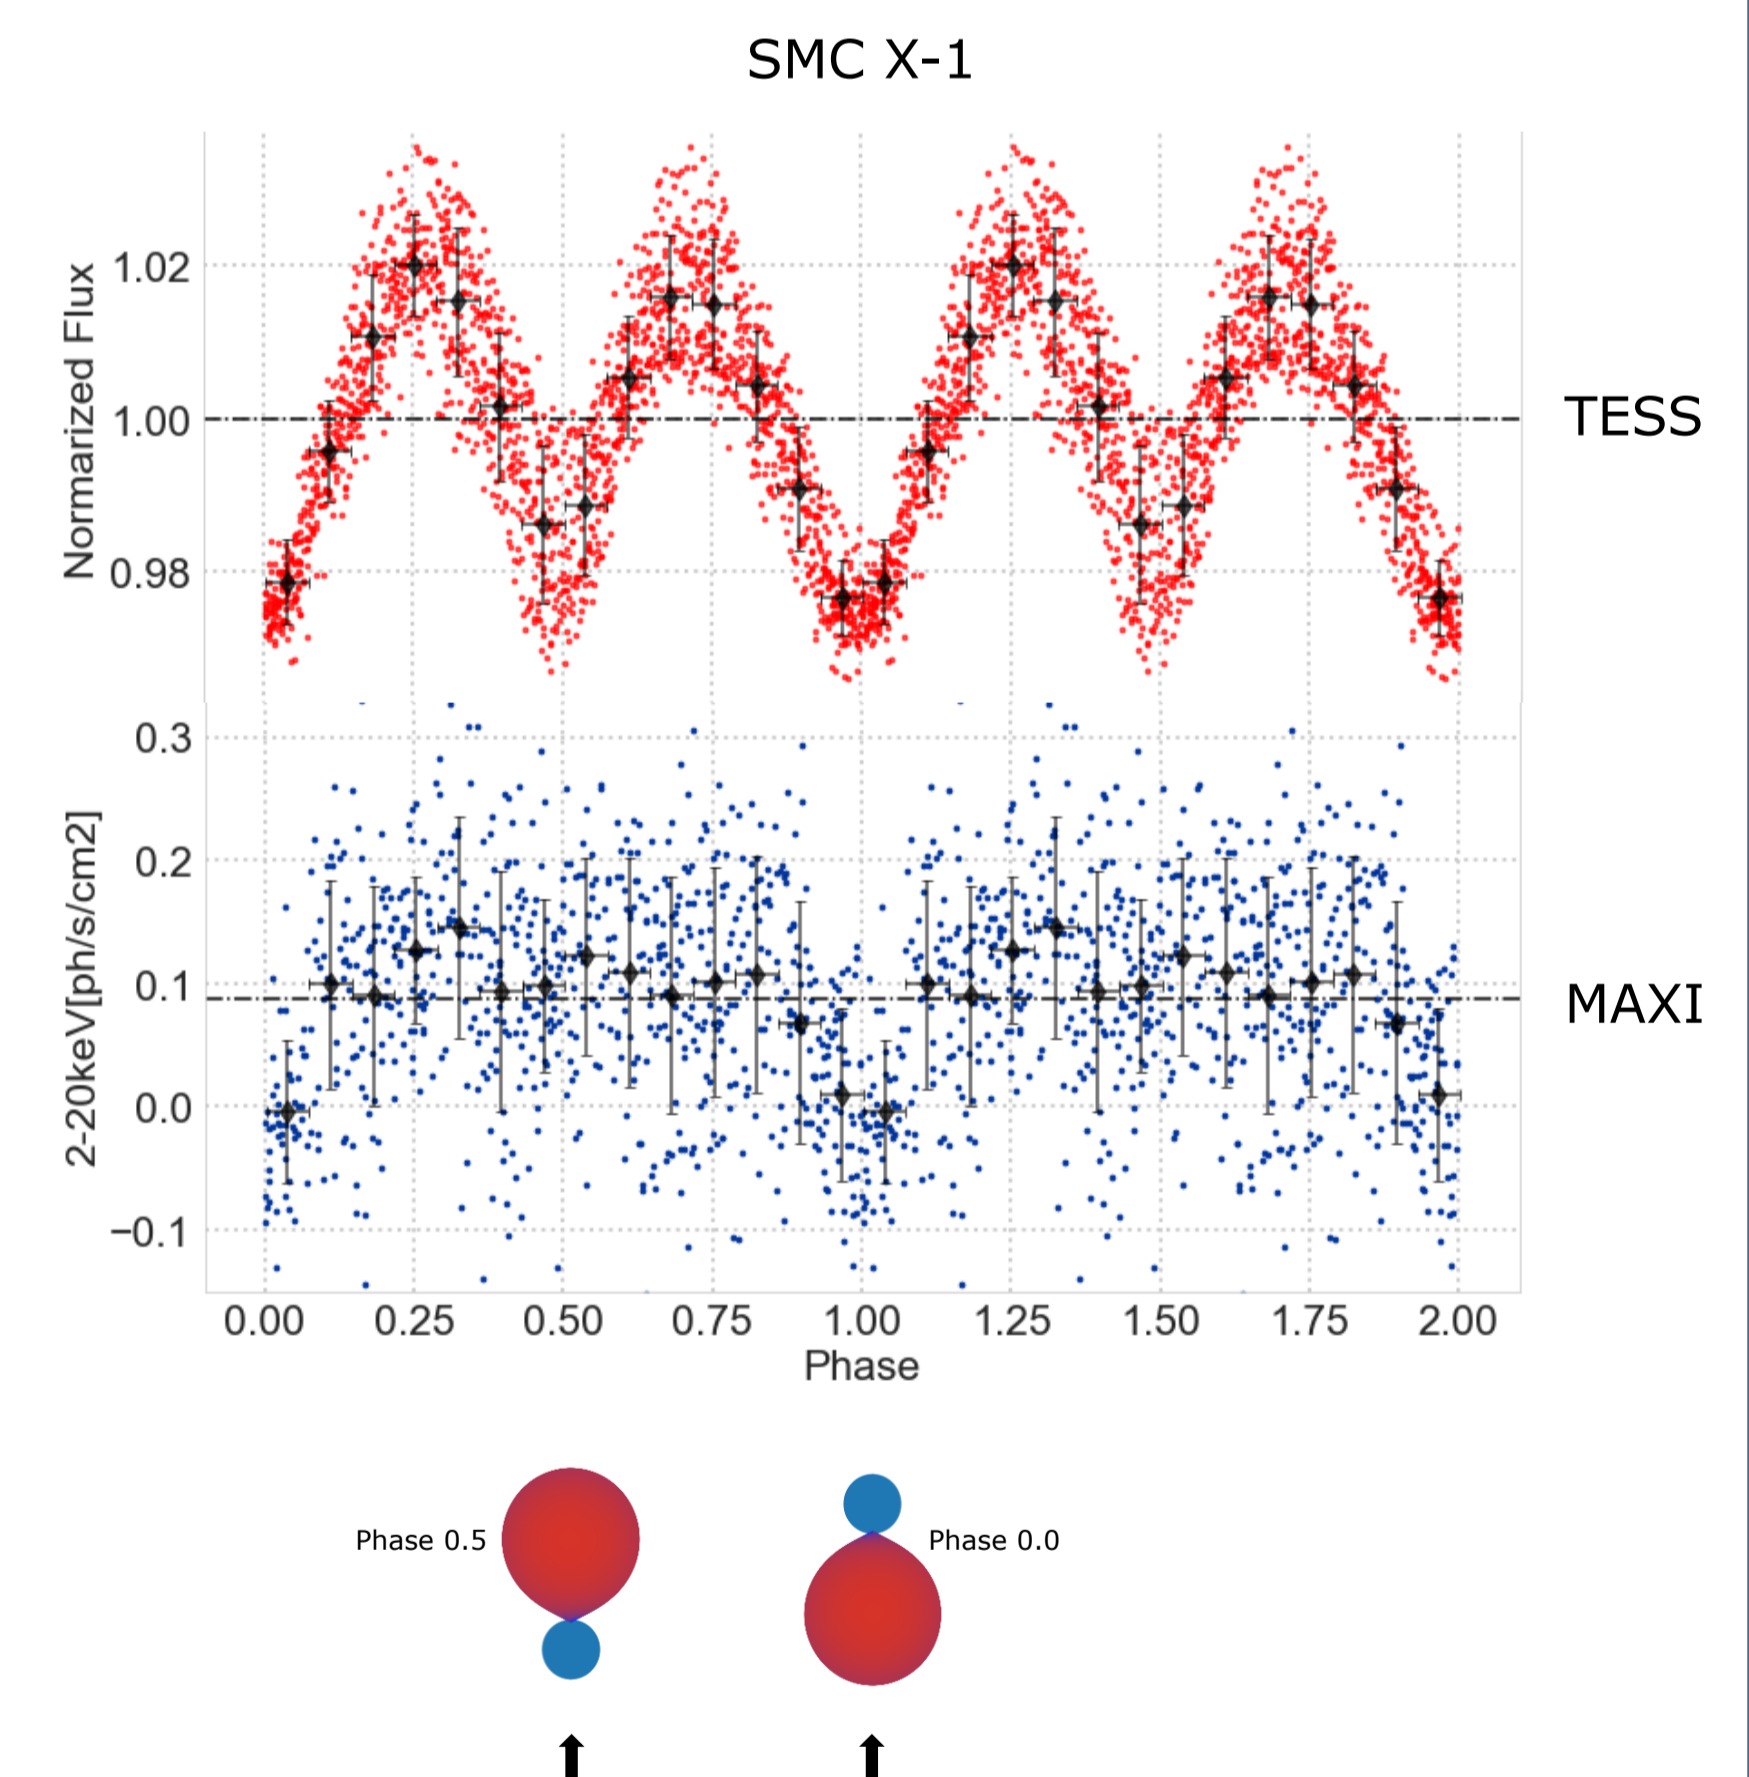 SMC X-1
Normarized Flux
1.02
1.00
0.98
TESS
2-20keV[ph/s/cm2]
0.3
0.2
0.1
0.0
−0.1
MAXI
0.00 0.25 0.50 0.75 1.00 1.25 1.50 1.75 2.00
Phase
Phase 0.5
Phase 0.0